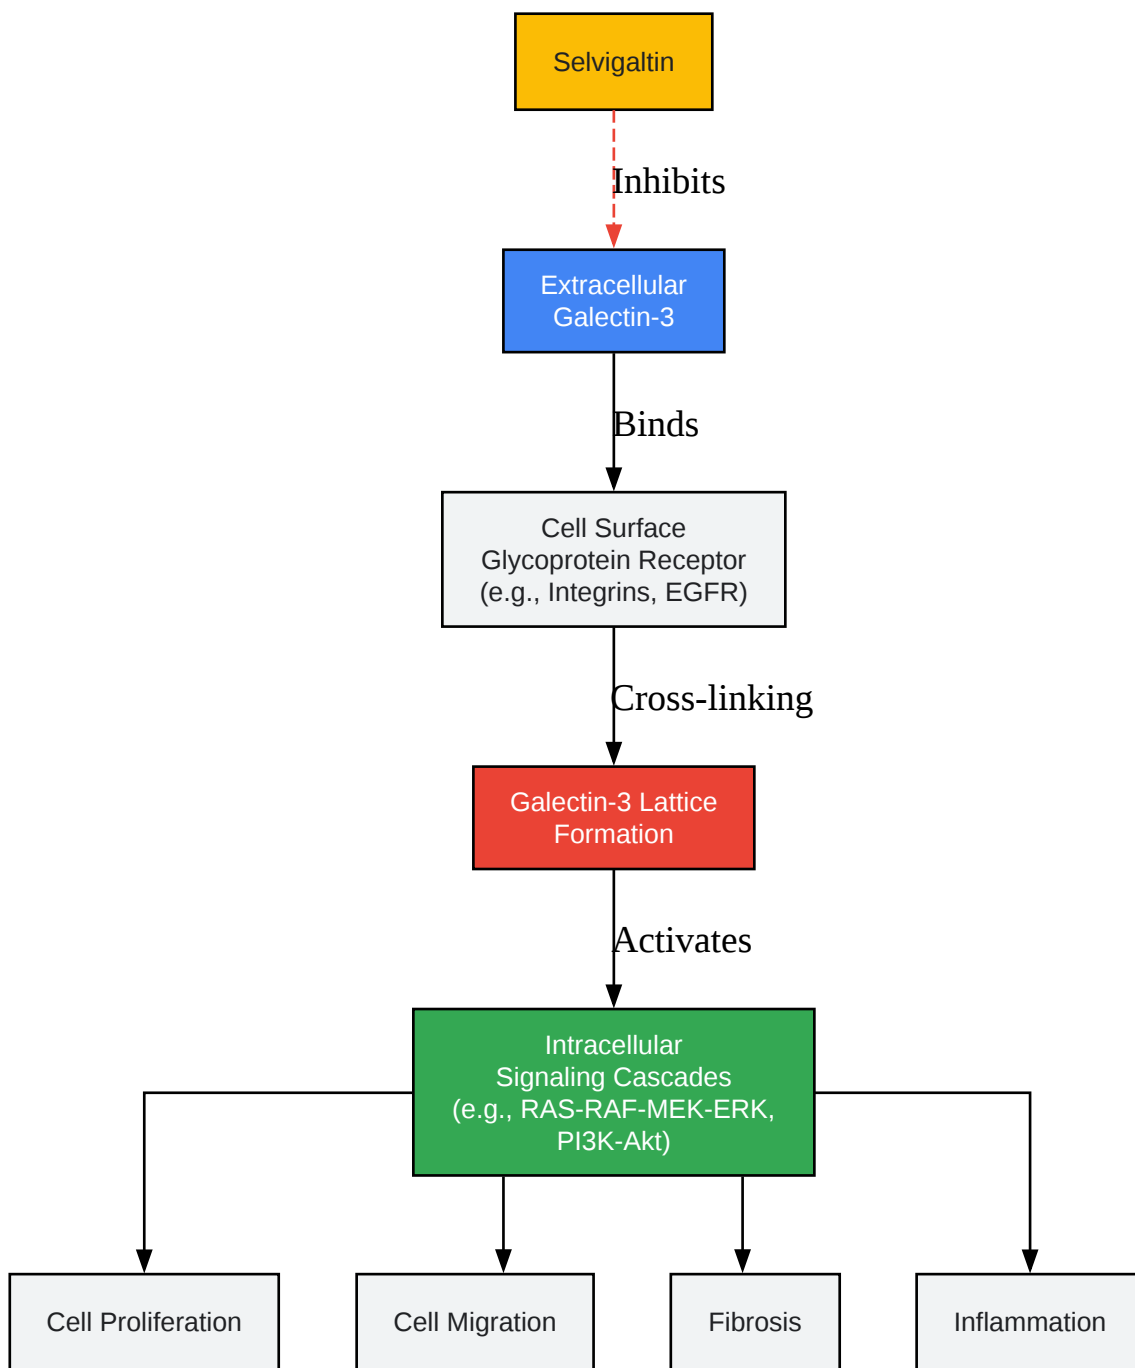 Selvigaltin
Inhibits
Extracellular
Galectin-3
Binds
Cell Surface
Glycoprotein Receptor
(e.g., Integrins, EGFR)
Cross-linking
Galectin-3 Lattice
Formation
Activates
Intracellular
Signaling Cascades
(e.g., RAS-RAF-MEK-ERK,
PI3K-Akt)
Cell Proliferation
Cell Migration
Fibrosis
Inflammation